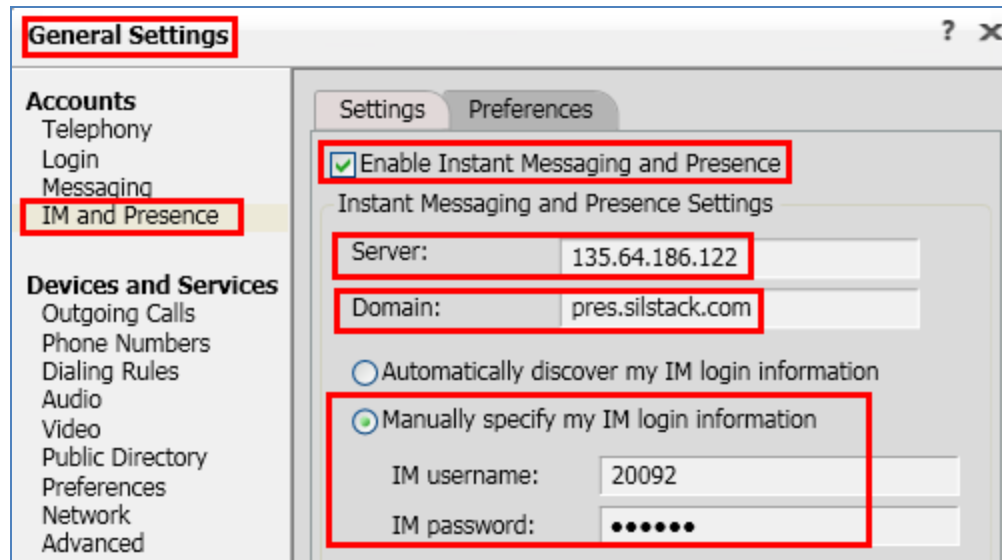 General Settings
? ×
Accounts
Telephony
Login
Messaging
IM and Presence
Devices and Services
Outgoing Calls
Phone Numbers
Dialing Rules
Audio
Video
Public Directory
Preferences
Network
Advanced
Settings Preferences
Enable Instant Messaging and Presence
Instant Messaging and Presence Settings
Server: 135.64.186.122
Domain: pres.silstack.com
Automatically discover my IM login information
Manually specify my IM login information
IM username: 20092
IM password: ●●●●●●